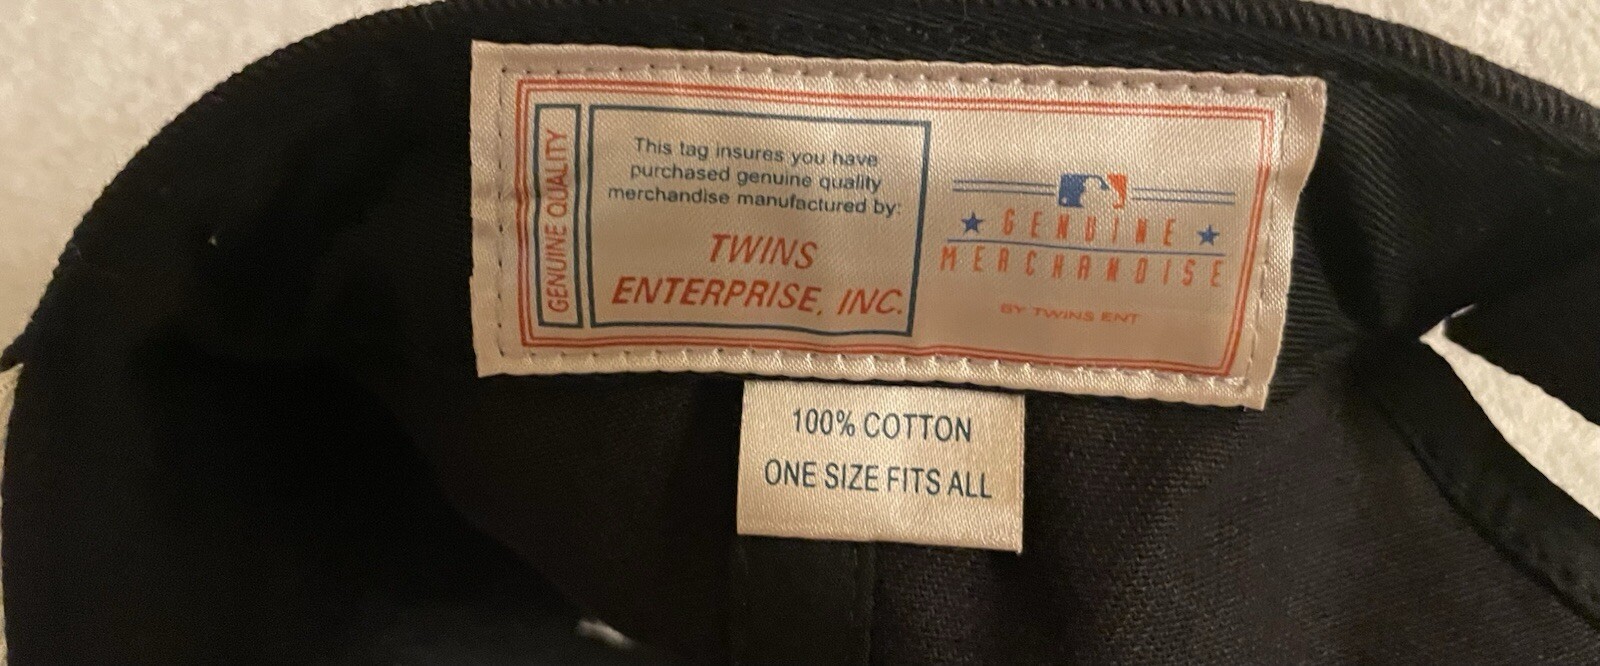 GENUINE QUALITY
This tag insures you have
purchased genuine quality
merchandise manufactured by:
TWINS
ENTERPRISE, INC.
GENUINE
MERCHANDISE
BY TWINS ENT
100% COTTON
ONE SIZE FITS ALL